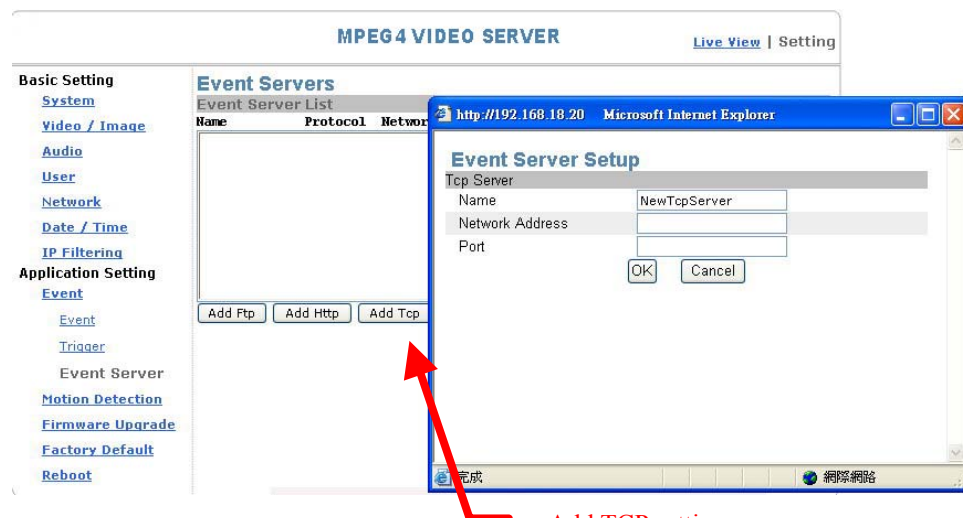 MPEG4 VIDEO SERVER
Live View | Setting
Basic Setting
System
Video / Image
Audio
User
Network
Date / Time
IP Filtering
Application Setting
Event
Event
Trigger
Event Server
Motion Detection
Firmware Upgrade
Factory Default
Reboot
Event Servers
Event Server List
Name Protocol Networ
Add Ftp Add Http Add Tcp
http://192.168.18.20 Microsoft Internet Explorer
Event Server Setup
Tcp Server
Name NewTcpServer
Network Address
Port
OK Cancel
完成 網際網路
Add TCP